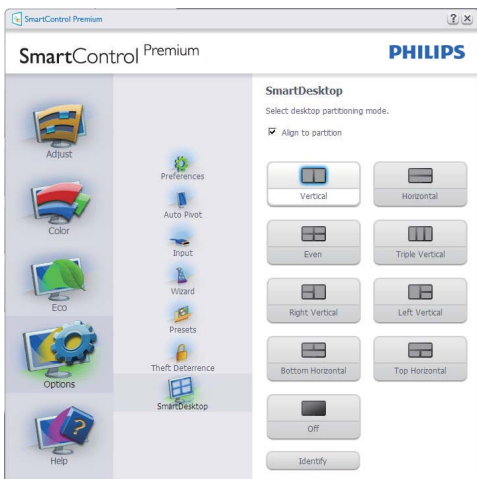 SmartControl Premium
SmartControl Premium
PHILIPS
Adjust
Color
Eco
Options
Help
Preferences
Auto Pivot
Input
Wizard
Presets
Theft Deterrence
SmartDesktop
SmartDesktop
Select desktop partitioning mode.
Align to partition
Vertical
Horizontal
Even
Triple Vertical
Right Vertical
Left Vertical
Bottom Horizontal
Top Horizontal
Off
Identify